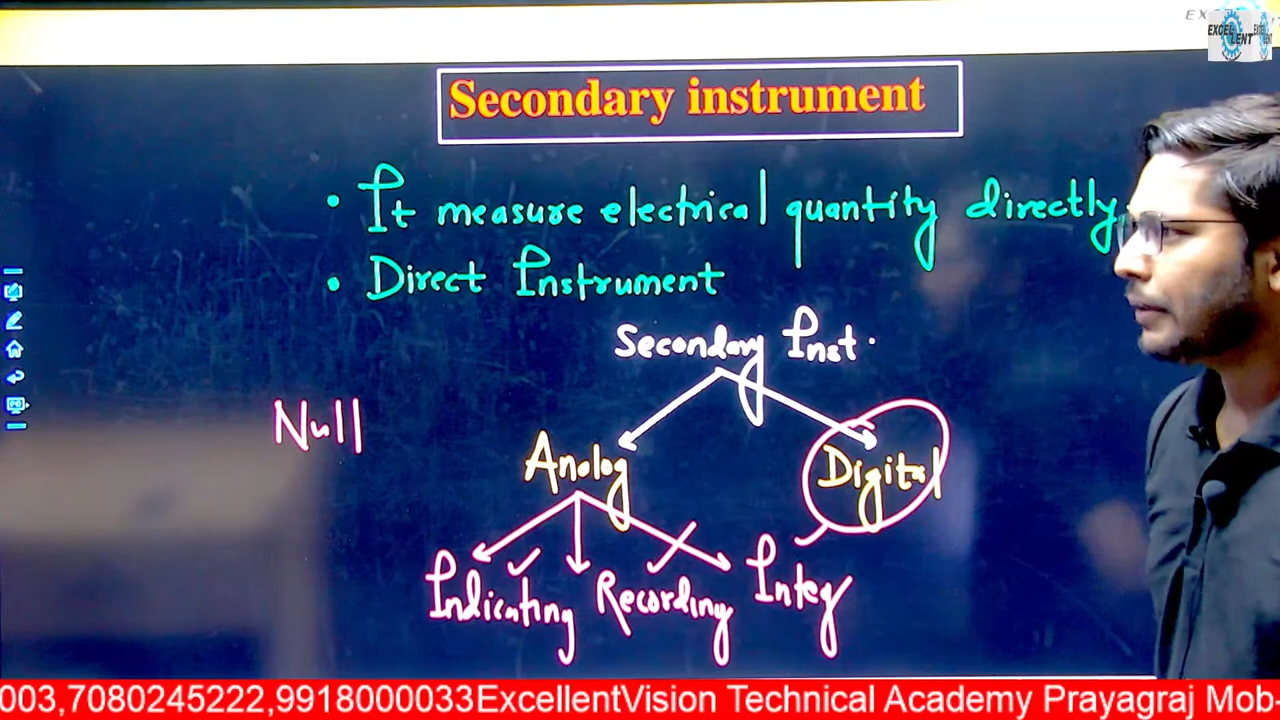 EXCELLENT
Secondary instrument
• It measure electrical quantity directly
• Direct Instrument
Secondary Inst.
Null
Analog Digital
Indicating Recording Integ
003,7080245222,9918000033ExcellentVision Technical Academy Prayagraj Mob-